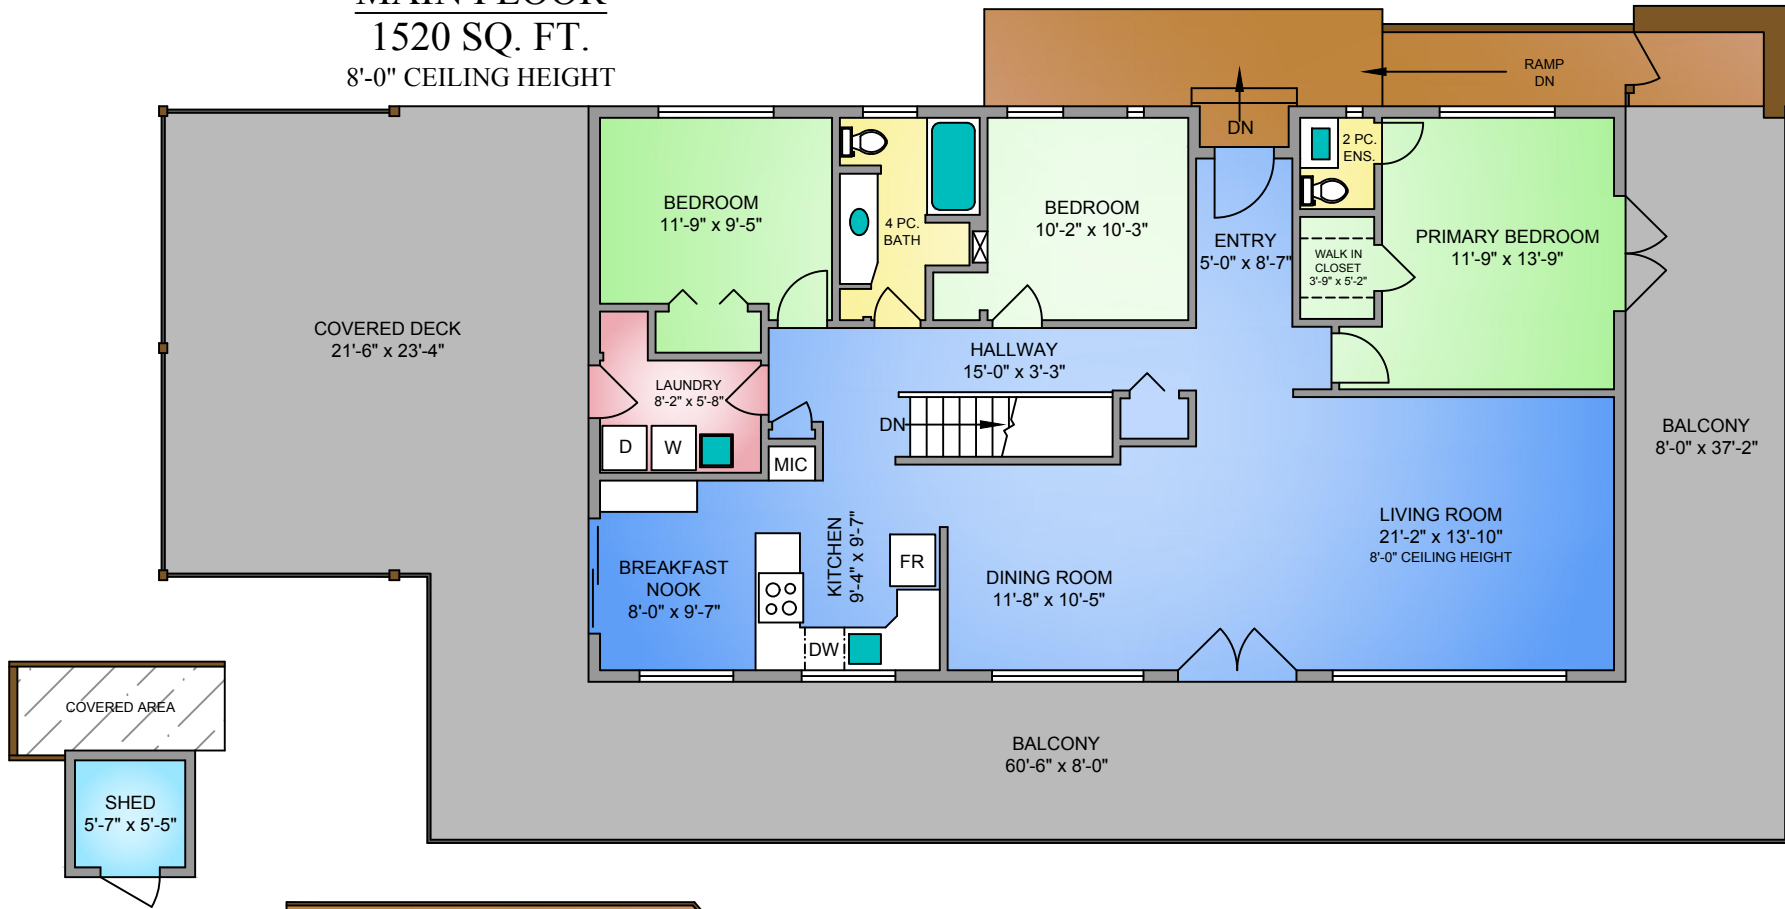 MAIN FLOOR
1520 SQ. FT.
8'-0" CEILING HEIGHT
RAMP
DN
DN
2 PC.
ENS.
BEDROOM
11'-9" x 9'-5"
4 PC.
BATH
BEDROOM
10'-2" x 10'-3"
ENTRY
5'-0" x 8'-7"
WALK IN
CLOSET
3'-9" x 5'-2"
PRIMARY BEDROOM
11'-9" x 13'-9"
COVERED DECK
21'-6" x 23'-4"
HALLWAY
15'-0" x 3'-3"
LAUNDRY
8'-2" x 5'-8"
DN
D
W
MIC
BALCONY
8'-0" x 37'-2"
LIVING ROOM
21'-2" x 13'-10"
8'-0" CEILING HEIGHT
BREAKFAST
NOOK
8'-0" x 9'-7"
KITCHEN
9'-4" x 9'-7"
FR
DW
DINING ROOM
11'-8" x 10'-5"
COVERED AREA
BALCONY
60'-6" x 8'-0"
SHED
5'-7" x 5'-5"